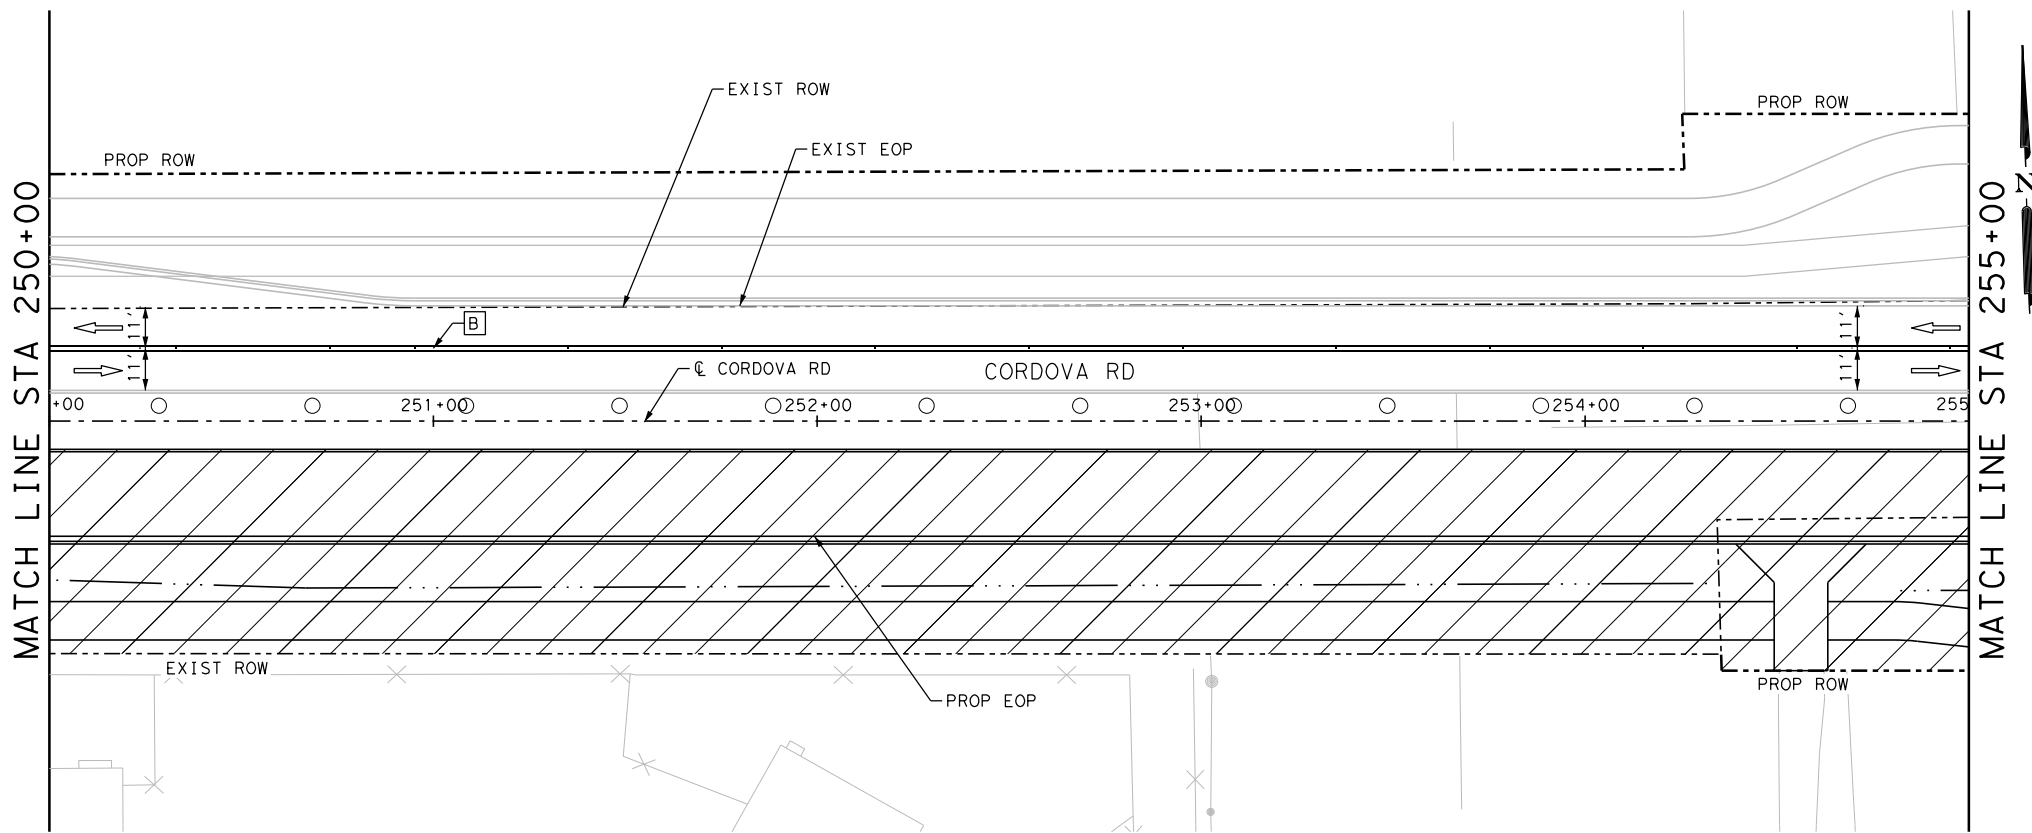 EXIST ROW
PROP ROW
EXIST EOP
PROP ROW
N
MATCH LINE STA 250+00
MATCH LINE STA 255+00
11'
11'
B
11'
11'
℄ CORDOVA RD
CORDOVA RD
+00
251+00
252+00
253+00
254+00
255
EXIST ROW
PROP ROW
PROP EOP